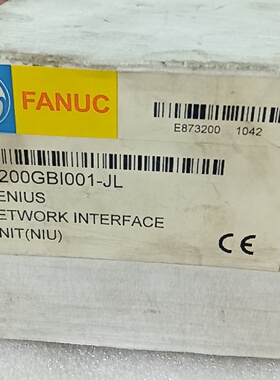 FANUC
E873200 1042
200GBI001-JL
ENIUS
ETWORK INTERFACE
NIT(NIU)
CE